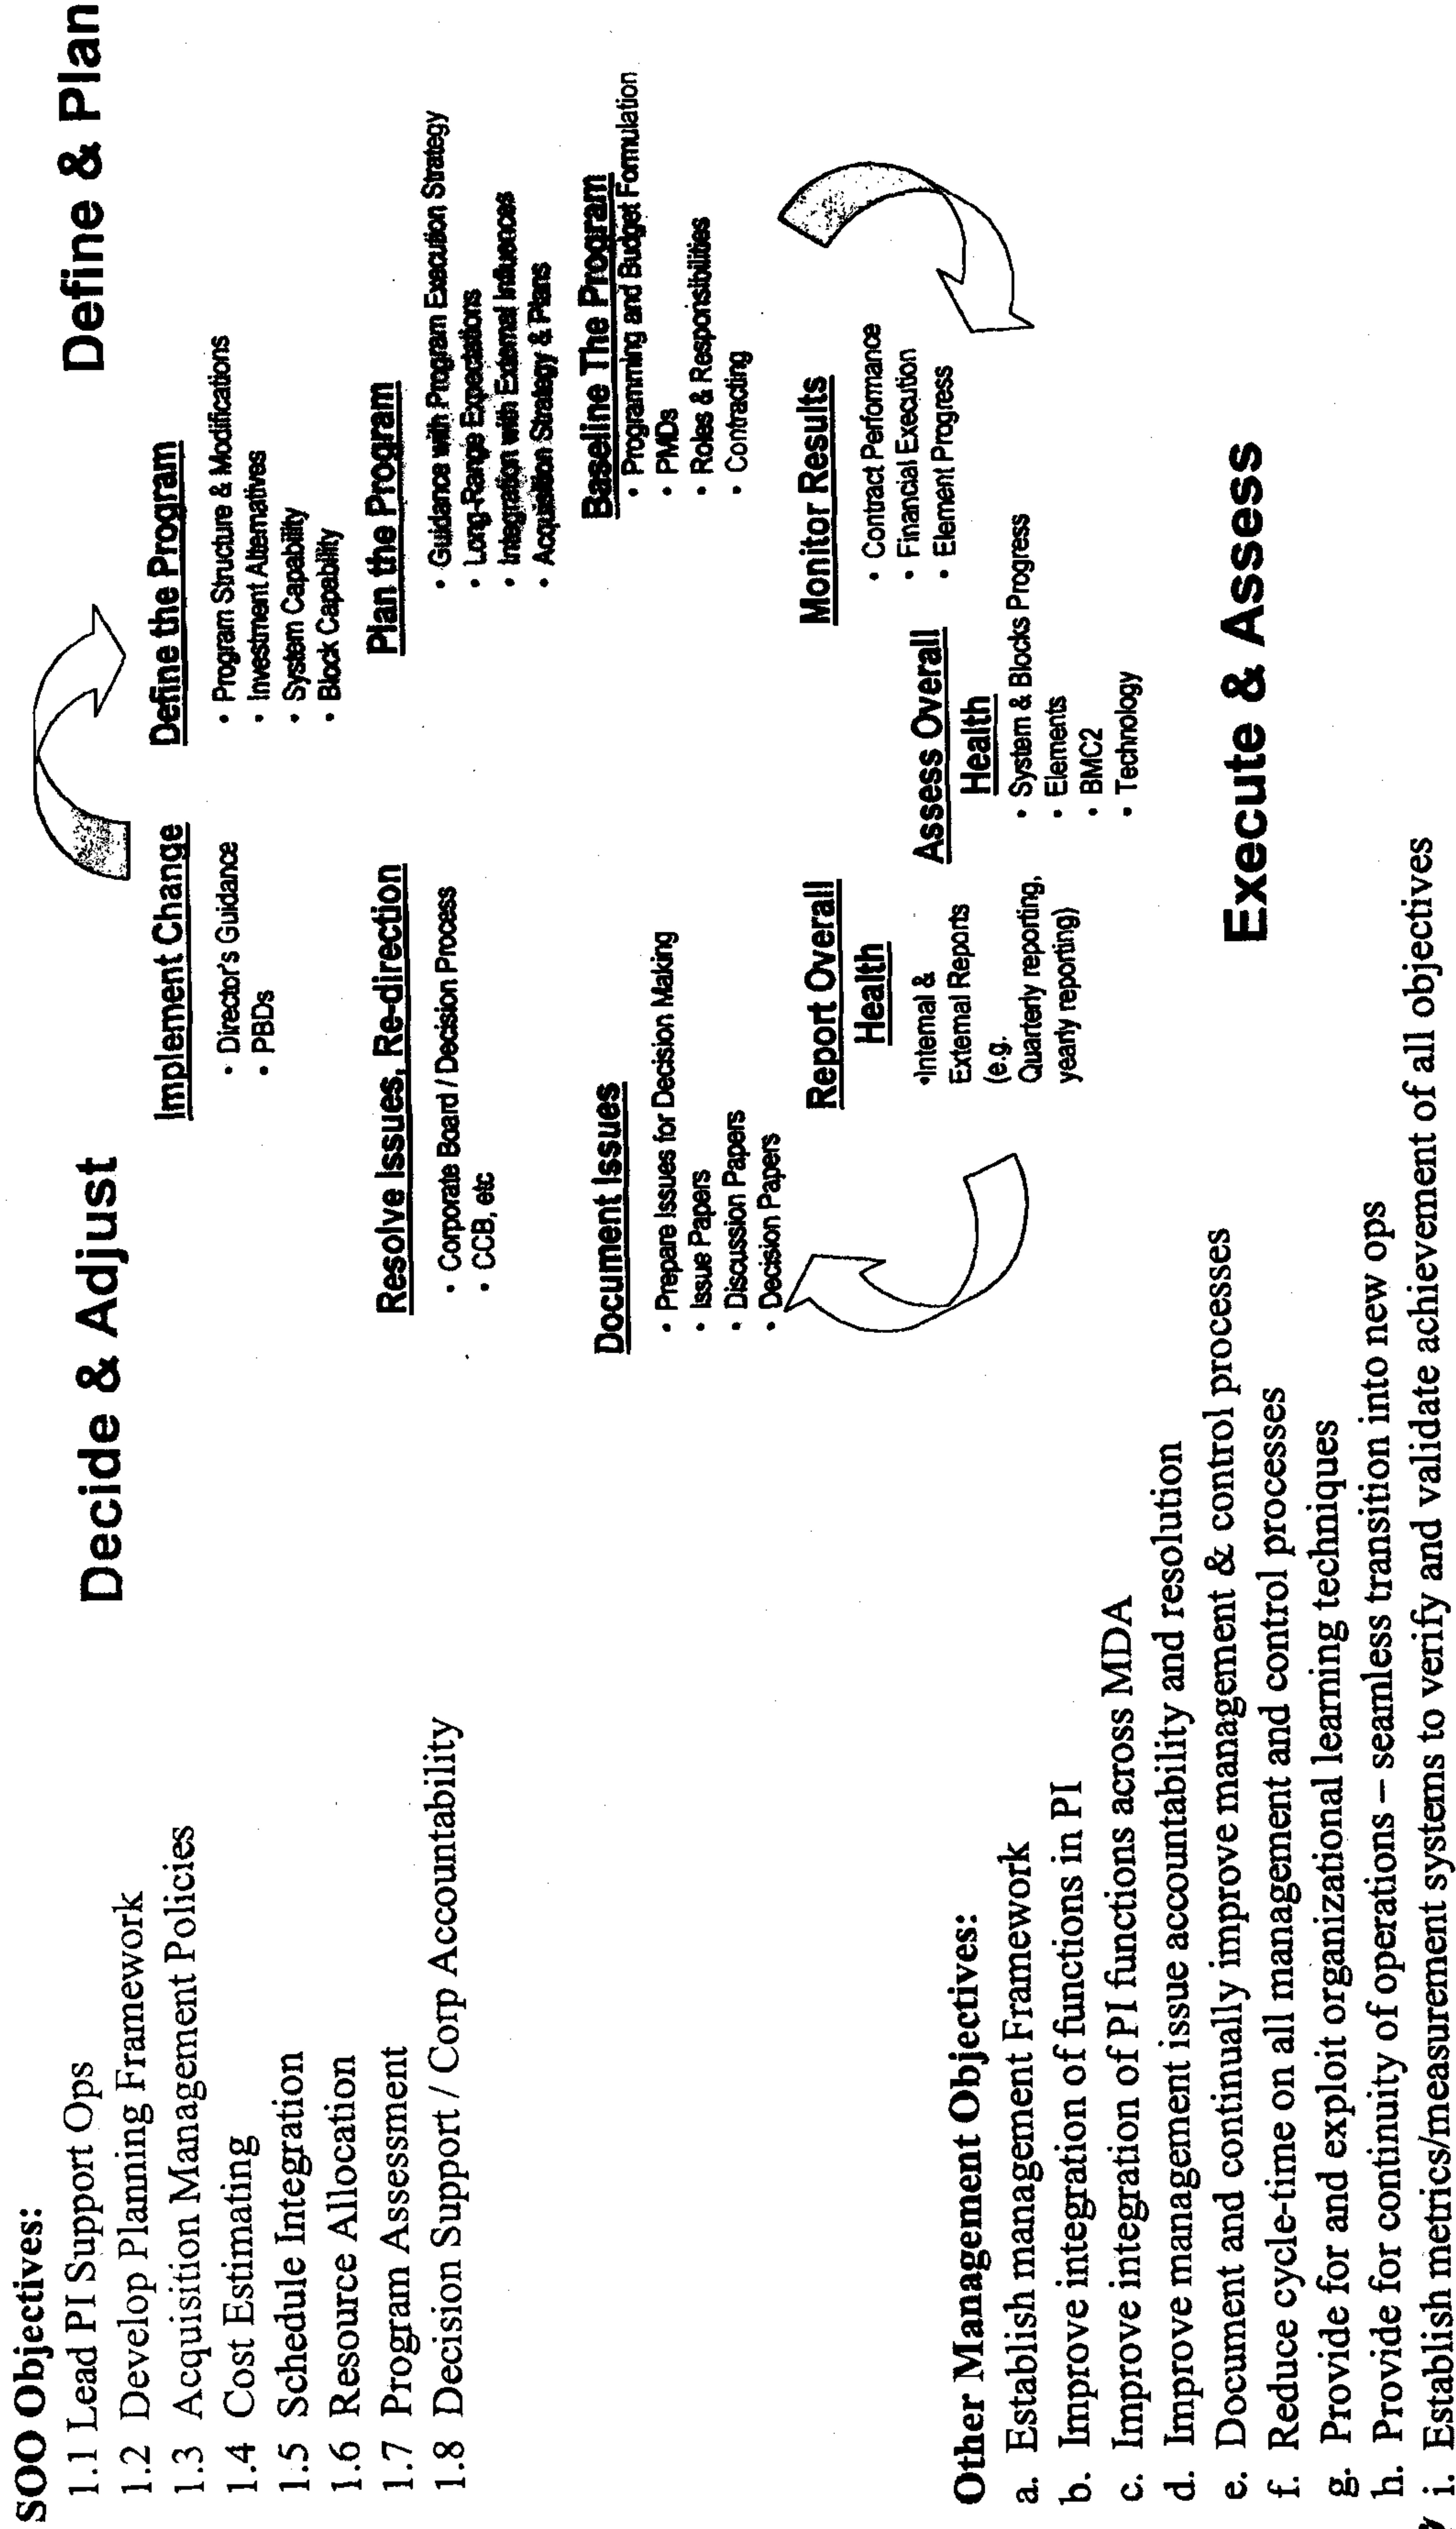 SOO Objectives:
1.1 Lead PI Support Ops
1.2 Develop Planning Framework
1.3 Acquisition Management Policies
1.4 Cost Estimating
1.5 Schedule Integration
1.6 Resource Allocation
1.7 Program Assessment
1.8 Decision Support / Corp Accountability
Other Management Objectives:
a. Establish management Framework
b. Improve integration of functions in PI
c. Improve integration of PI functions across MDA
d. Improve management issue accountability and resolution
e. Document and continually improve management & control processes
f. Reduce cycle-time on all management and control processes
g. Provide for and exploit organizational learning techniques
h. Provide for continuity of operations – seamless transition into new ops
i. Establish metrics/measurement systems to verify and validate achievement of all objectives
Decide & Adjust
Implement Change
• Director's Guidance
• PBDs
Resolve Issues, Re-direction
• Corporate Board / Decision Process
• CCB, etc
Document Issues
• Prepare Issues for Decision Making
• Issue Papers
• Discussion Papers
• Decision Papers
Define & Plan
Define the Program
• Program Structure & Modifications
• Investment Alternatives
• System Capability
• Block Capability
Plan the Program
• Guidance with Program Execution Strategy
• Long-Range Expectations
• Integration with External Influences
• Acquisition Strategy & Plans
Baseline The Program
• Programming and Budget Formulation
• PMDs
• Roles & Responsibilities
• Contracting
Monitor Results
• Contract Performance
• Financial Execution
• Element Progress
Assess Overall
Health
• System & Blocks Progress
• Elements
• BMC2
• Technology
Report Overall
Health
•Internal &
External Reports
(e.g.
Quarterly reporting,
yearly reporting)
Execute & Assess